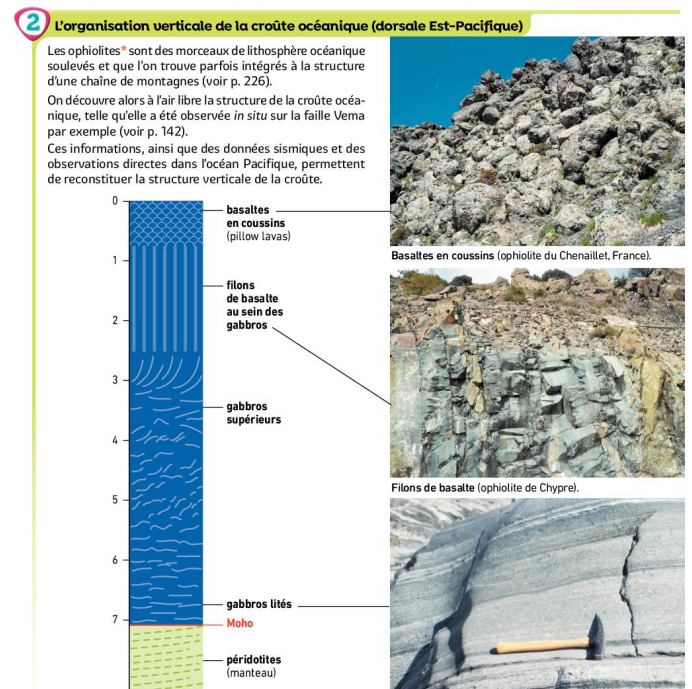 2 L'organisation verticale de la croûte océanique (dorsale Est-Pacifique)
Les ophiolites* sont des morceaux de lithosphère océanique
soulevés et que l'on trouve parfois intégrés à la structure
d'une chaîne de montagnes (voir p. 226).
On découvre alors à l'air libre la structure de la croûte océa-
nique, telle qu'elle a été observée in situ sur la faille Vema
par exemple (voir p. 142).
Ces informations, ainsi que des données sismiques et des
observations directes dans l'océan Pacifique, permettent
de reconstituer la structure verticale de la croûte.
0
basaltes
en coussins
(pillow lavas)
Basaltes en coussins (ophiolite du Chenaillet, France).
1
filons
de basalte
au sein des
gabbros
2
3
gabbros
supérieurs
4
Filons de basalte (ophiolite de Chypre).
5
6
gabbros lités
7
Moho
péridotites
(manteau)